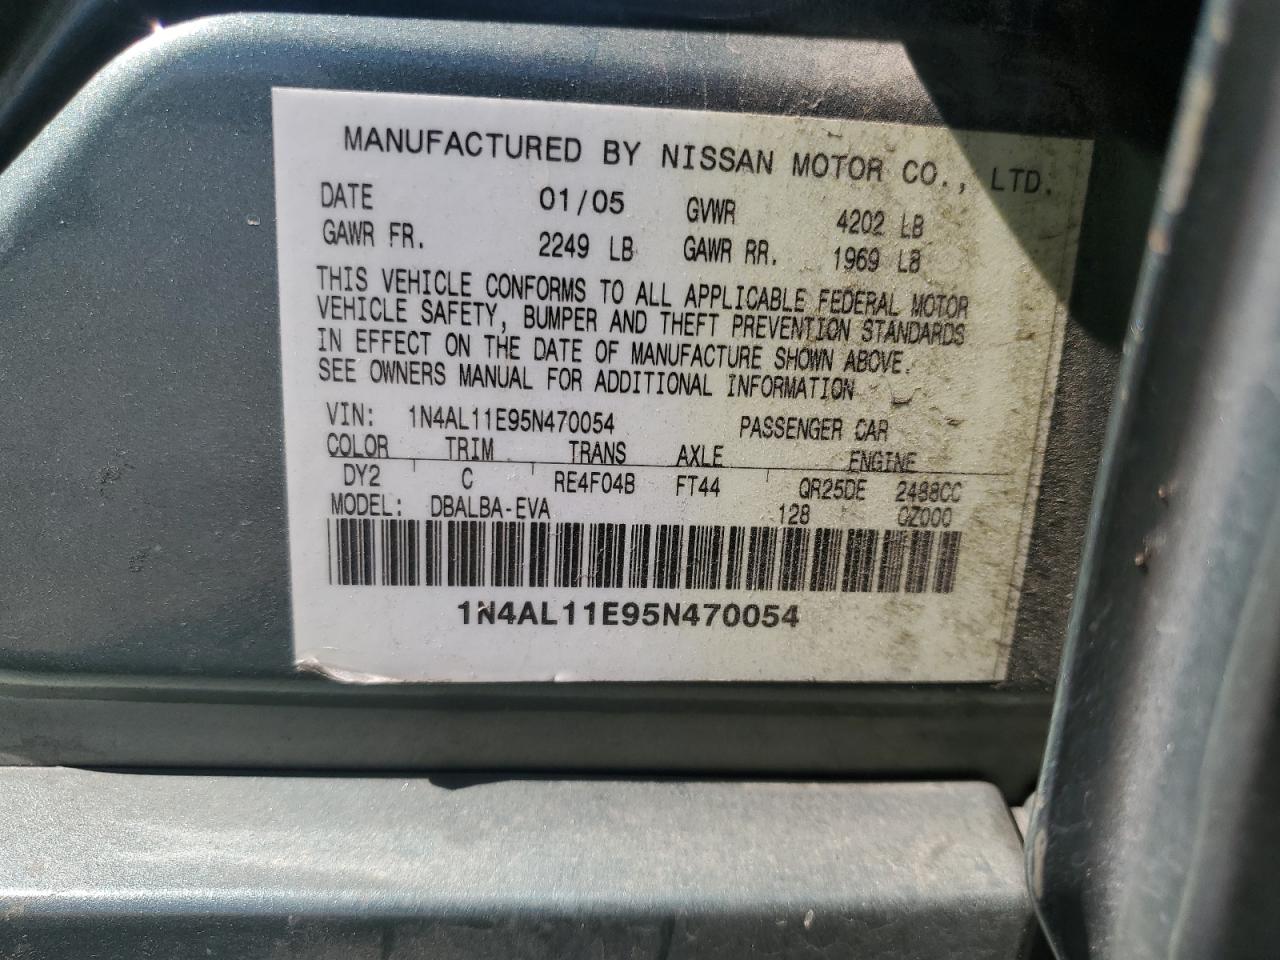 MANUFACTURED BY NISSAN MOTOR CO., LTD.
DATE 01/05 GVWR 4202 LB
GAWR FR. 2249 LB GAWR RR. 1969 LB
THIS VEHICLE CONFORMS TO ALL APPLICABLE FEDERAL MOTOR
VEHICLE SAFETY, BUMPER AND THEFT PREVENTION STANDARDS
IN EFFECT ON THE DATE OF MANUFACTURE SHOWN ABOVE.
SEE OWNERS MANUAL FOR ADDITIONAL INFORMATION
VIN: 1N4AL11E95N470054 PASSENGER CAR
COLOR TRIM TRANS AXLE ENGINE
DY2 C RE4F04B FT44 QR25DE 2488CC
MODEL: DBALBA-EVA 128 CZ000
1N4AL11E95N470054